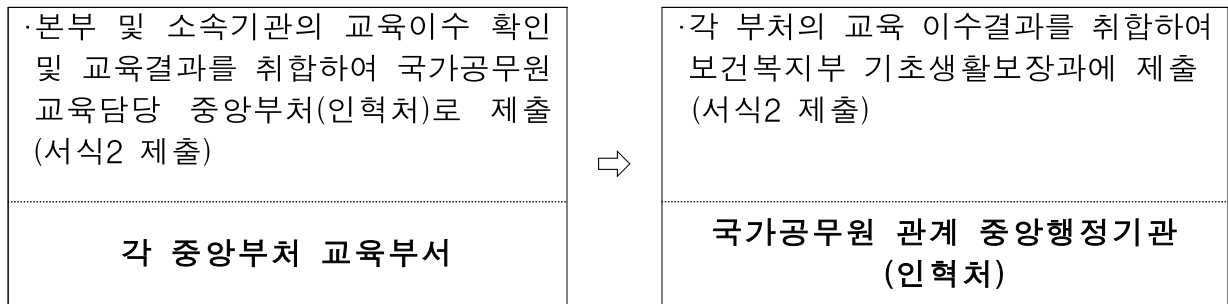 ·본부 및 소속기관의 교육이수 확인
및 교육결과를 취합하여 국가공무원
교육담당 중앙부처(인혁처)로 제출
(서식2 제출)
각 중앙부처 교육부서
⇨
·각 부처의 교육 이수결과를 취합하여
보건복지부 기초생활보장과에 제출
(서식2 제출)
국가공무원 관계 중앙행정기관
(인혁처)